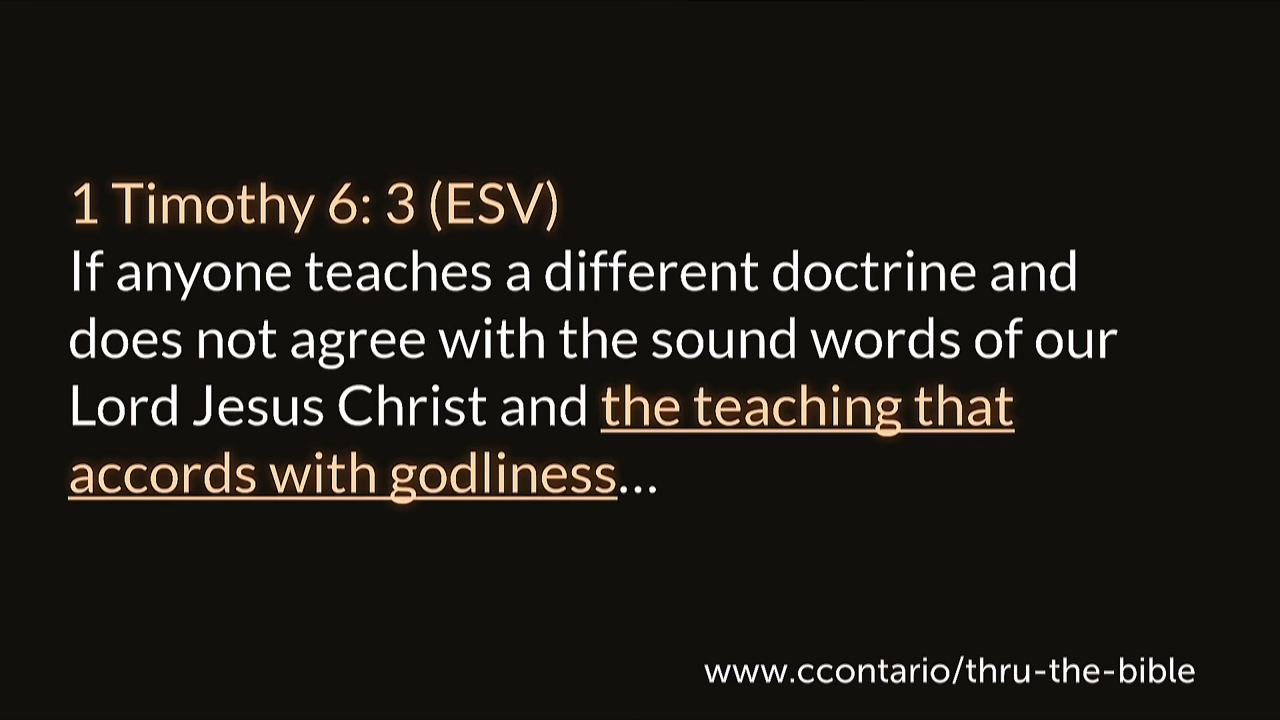 1 Timothy 6: 3 (ESV)
If anyone teaches a different doctrine and
does not agree with the sound words of our
Lord Jesus Christ and the teaching that
accords with godliness...
www.ccontario/thru-the-bible